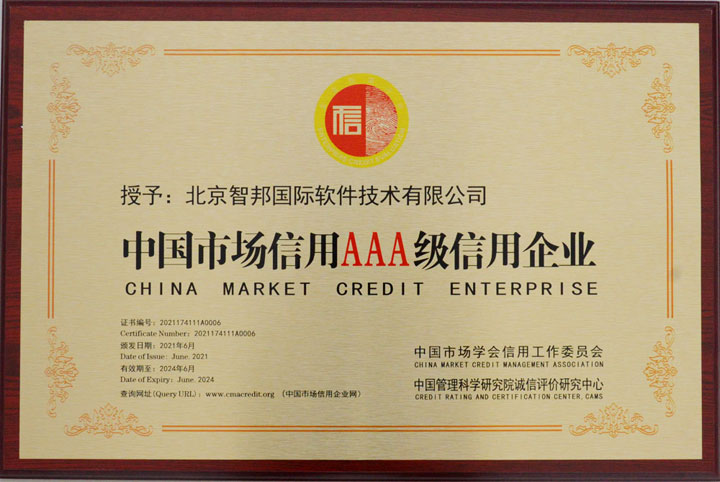 信
授予：北京智邦国际软件技术有限公司
中国市场信用AAA级信用企业
CHINA MARKET CREDIT ENTERPRISE
证书编号：2021174111A0006
Certificate Number：2021174111A0006
颁发日期：2021年6月
Date of Issue：June. 2021
有效期至：2024年6月
Date of Expiry：June. 2024
查询网址(Query URL)：www.cmacredit.org （中国市场信用企业网）
中国市场学会信用工作委员会
CHINA MARKET CREDIT MANAGEMENT ASSOCIATION
中国管理科学研究院诚信评价研究中心
CREDIT RATING AND CERTIFICATION CENTER, CAMS